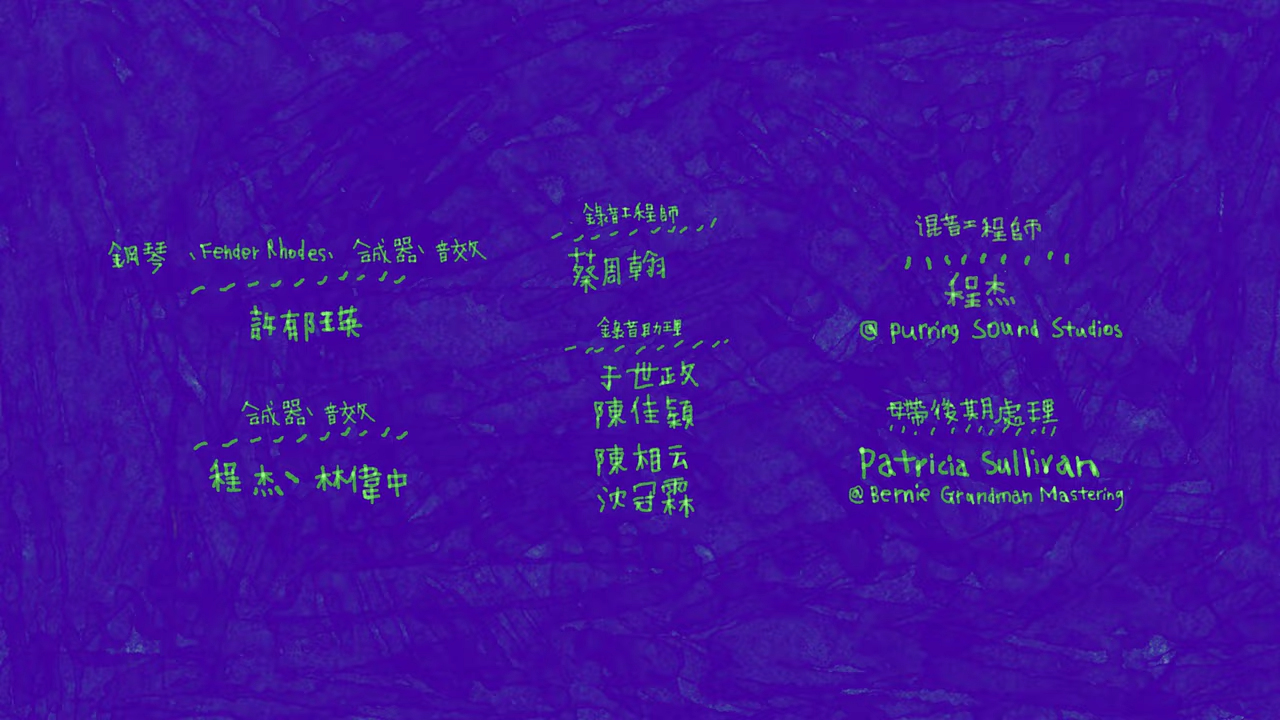 鋼琴、Fender Rhodes、合成器、音效
許郁瑛
合成器、音效
程杰、林偉中
錄音工程師
蔡周翰
錄音助理
于世政
陳佳穎
陳相云
沈冠霖
混音工程師
程杰
@ purring Sound Studios
母帶後期處理
Patricia Sullivan
@ Bernie Grandman Mastering